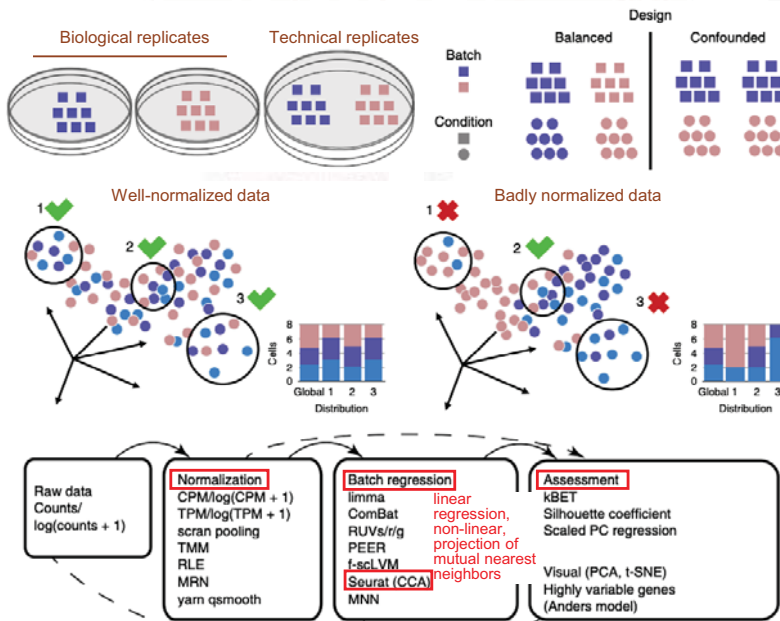 Design
Biological replicates
Technical replicates
Balanced
Confounded
Batch
Condition
Well-normalized data
Badly normalized data
1
2
3
8
6
4
2
0
Cells
Global 1 2 3
Distribution
1
2
3
8
6
4
2
0
Cells
Global 1 2 3
Distribution
Raw data
Counts/
log(counts + 1)
Normalization
CPM/log(CPM + 1)
TPM/log(TPM + 1)
scran pooling
TMM
RLE
MRN
yarn qsmooth
Batch regression
limma
ComBat
RUVs/r/g
PEER
f-scLVM
Seurat (CCA)
MNN
linear
regression,
non-linear,
projection of
mutual nearest
neighbors
Assessment
kBET
Silhouette coefficient
Scaled PC regression
Visual (PCA, t-SNE)
Highly variable genes
(Anders model)